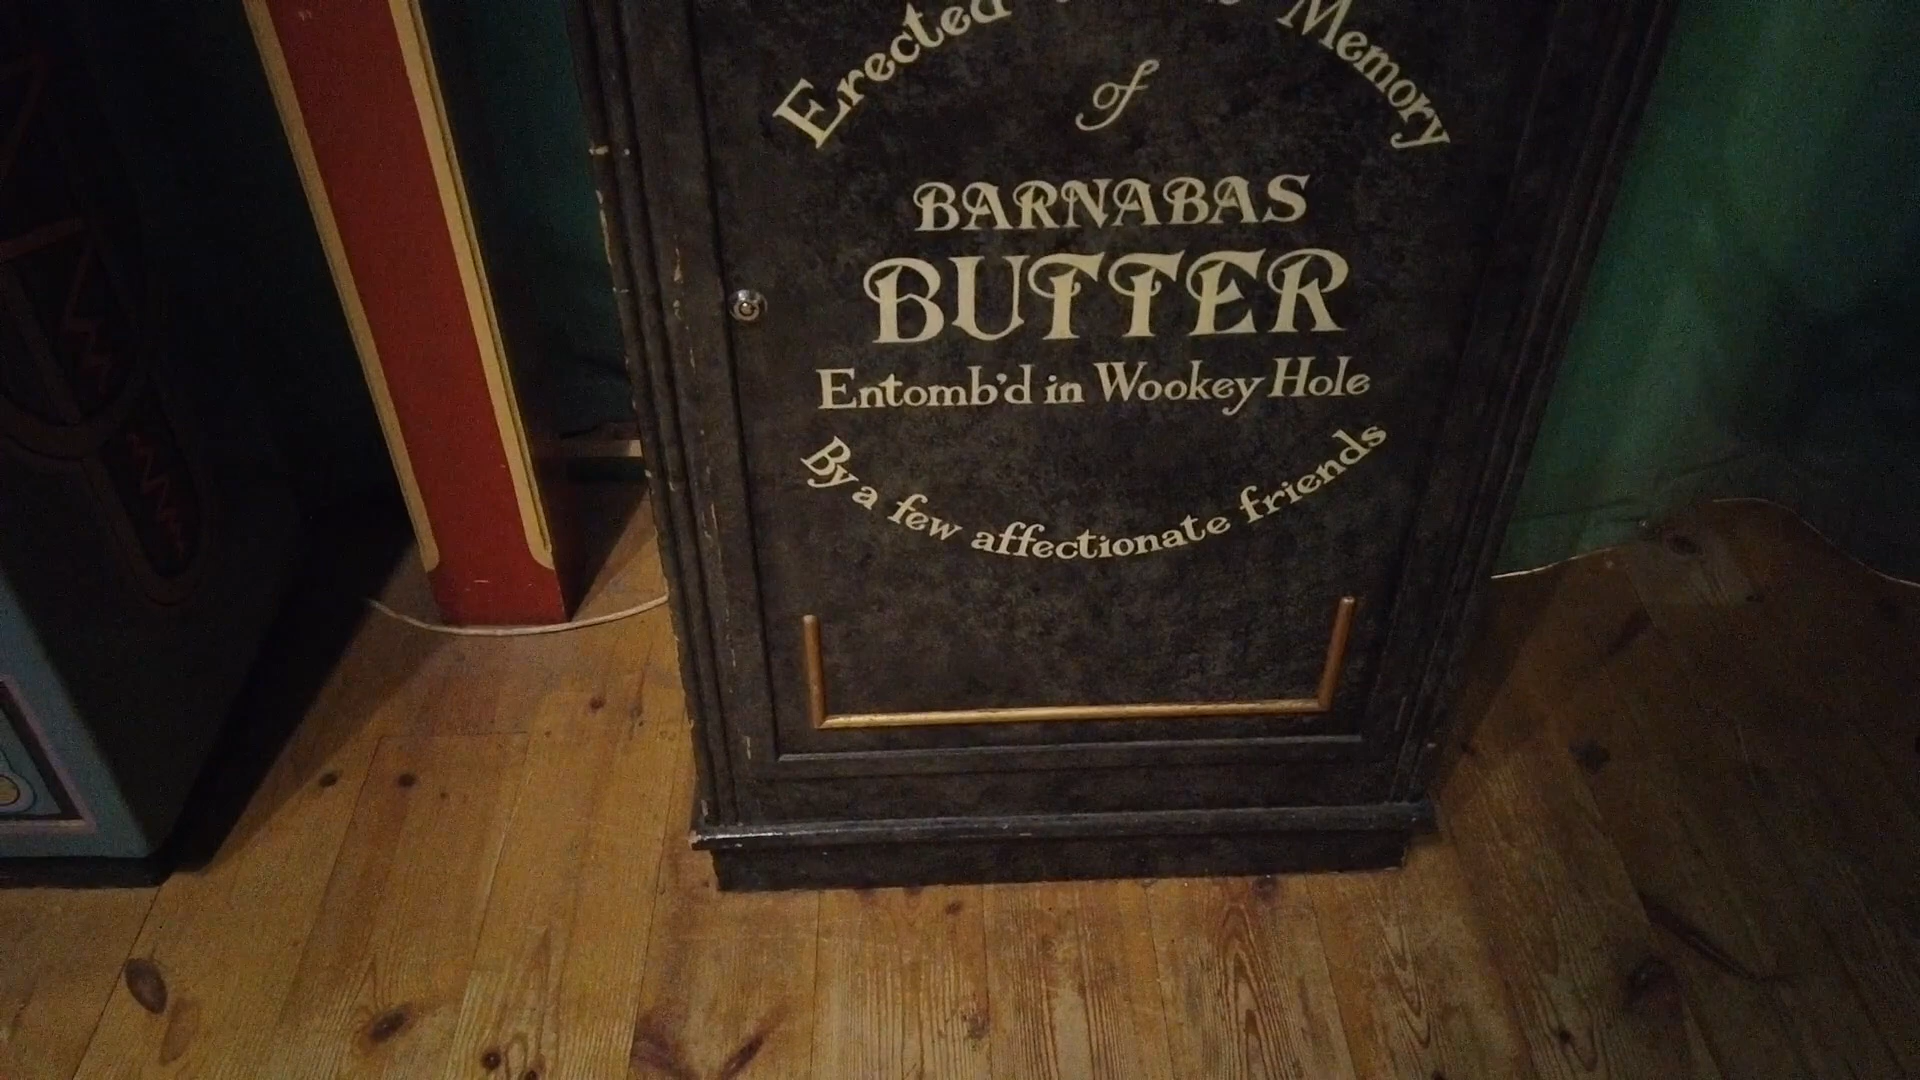 Erected Memory
of
BARNABAS
BUTTER
Entomb'd in Wookey Hole
By a few affectionate friends